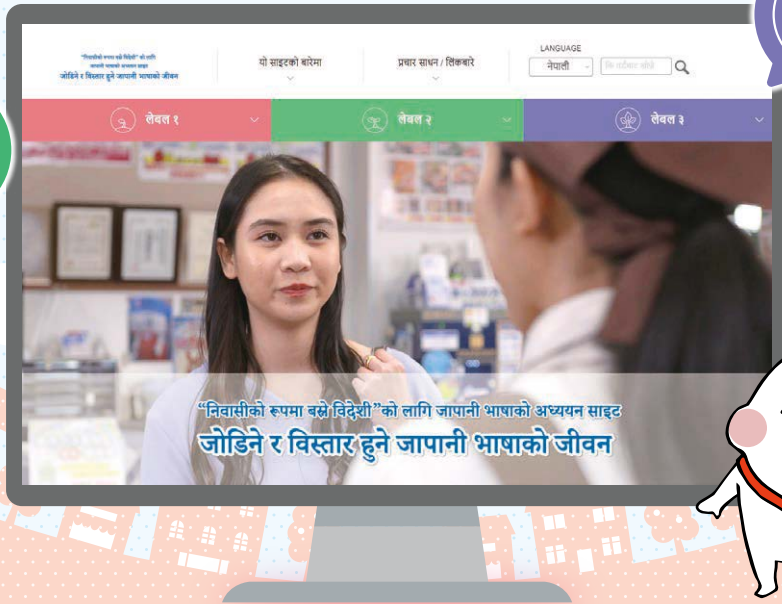 "निवासीको रूपमा बस्ने विदेशी" को लागि
जापानी भाषाको अध्ययन साइट
जोडिने र विस्तार हुने जापानी भाषाको जीवन
यो साइटको बारेमा
प्रचार साधन / लिंकबारे
LANGUAGE
नेपाली
लेवल १
लेवल २
लेवल ३
“निवासीको रूपमा बस्ने विदेशी”को लागि जापानी भाषाको अध्ययन साइट
जोडिने र विस्तार हुने जापानी भाषाको जीवन